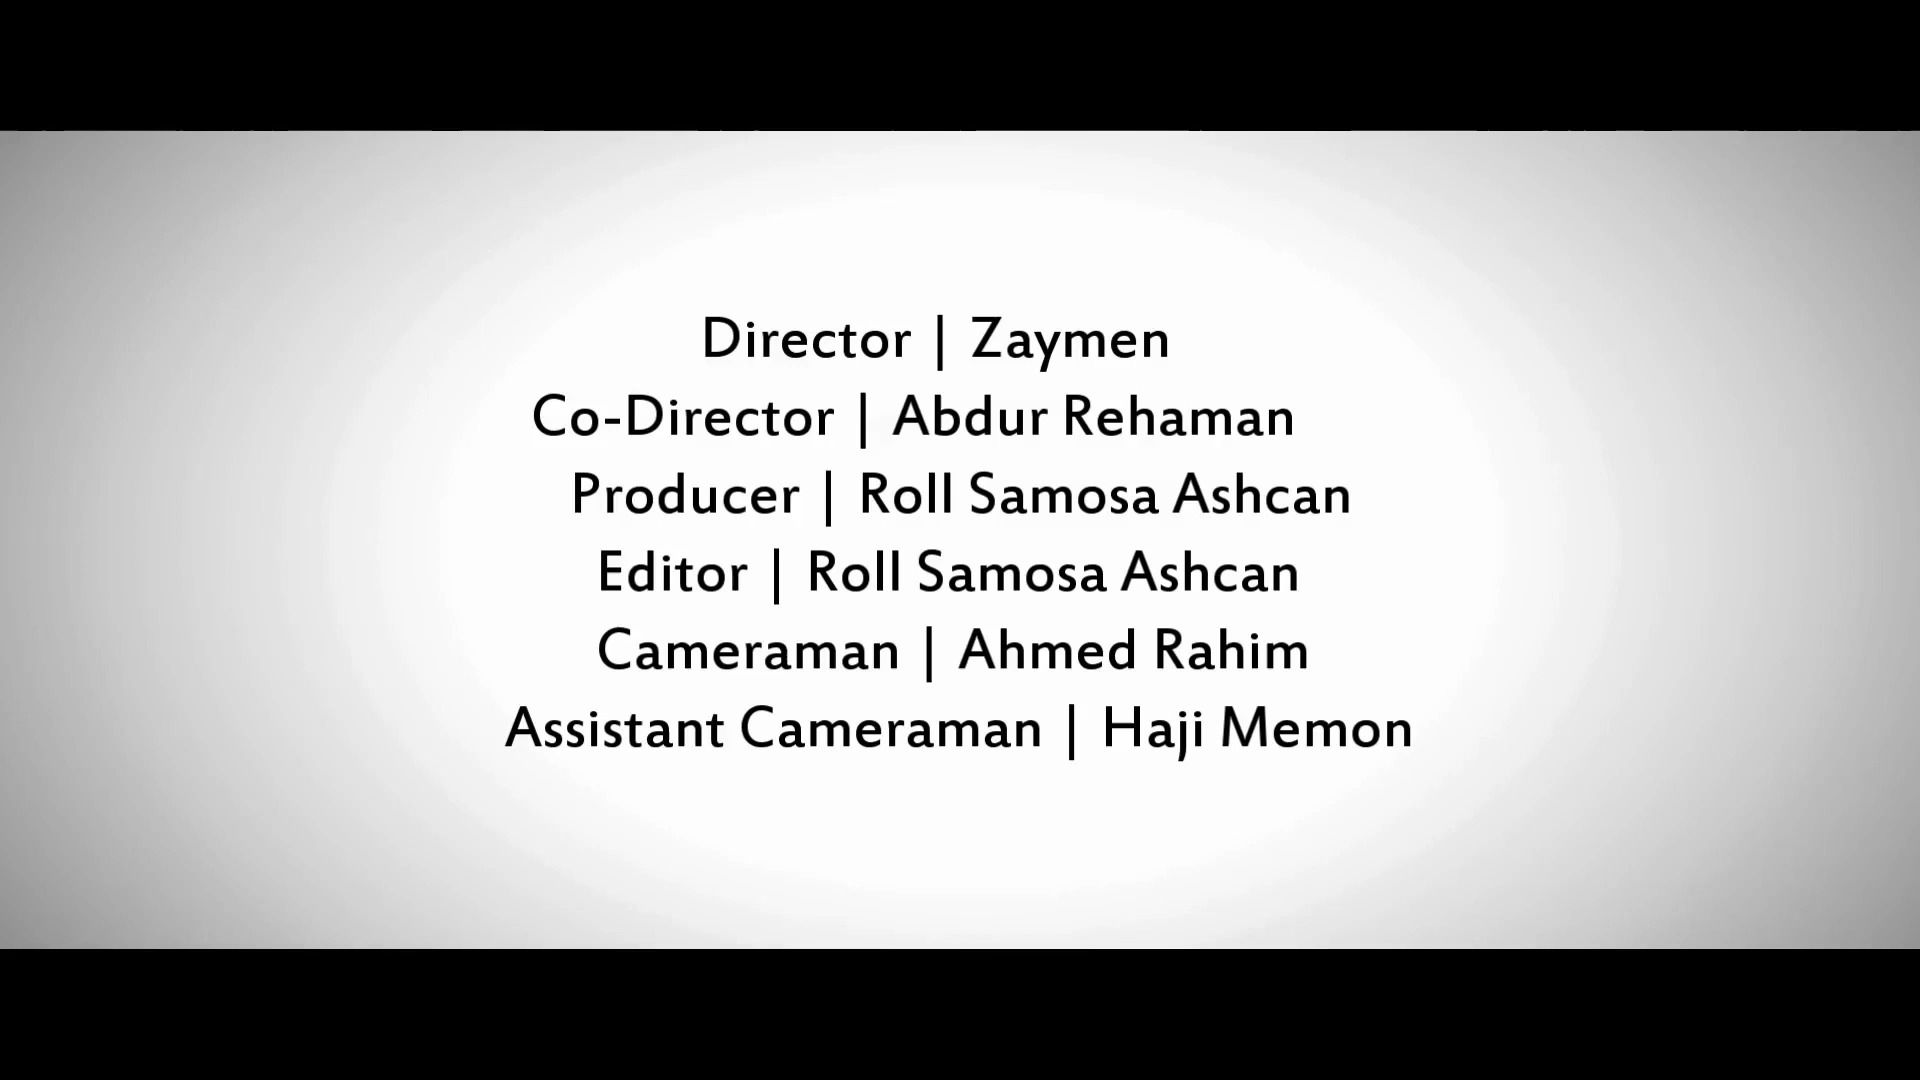 Director | Zaymen
Co-Director | Abdur Rehaman
Producer | Roll Samosa Ashcan
Editor | Roll Samosa Ashcan
Cameraman | Ahmed Rahim
Assistant Cameraman | Haji Memon